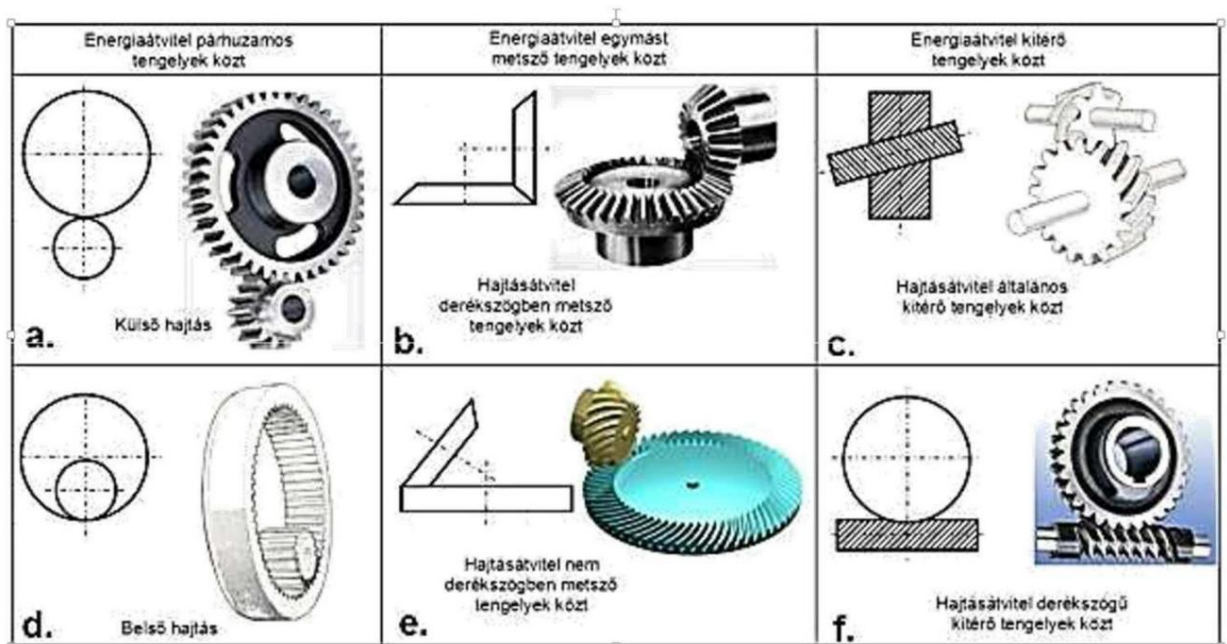 Energiaátvitel párhuzamos
tengelyek közt
Energiaátvitel egymást
metsző tengelyek közt
Energiaátvitel kitérő
tengelyek közt
a.
Külső hajtás
b.
Hajtásátvitel
derékszögben metsző
tengelyek közt
c.
Hajtásátvitel általános
kitérő tengelyek közt
d.
Belső hajtás
e.
Hajtásátvitel nem
derékszögben metsző
tengelyek közt
f.
Hajtásátvitel derékszögű
kitérő tengelyek közt